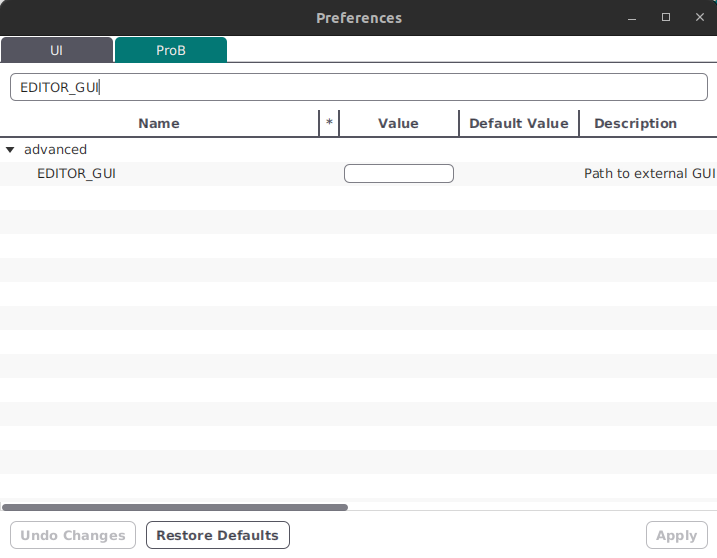 Preferences
UI ProB
EDITOR_GUI
Name * Value Default Value Description
advanced
EDITOR_GUI Path to external GUI
Undo Changes Restore Defaults Apply